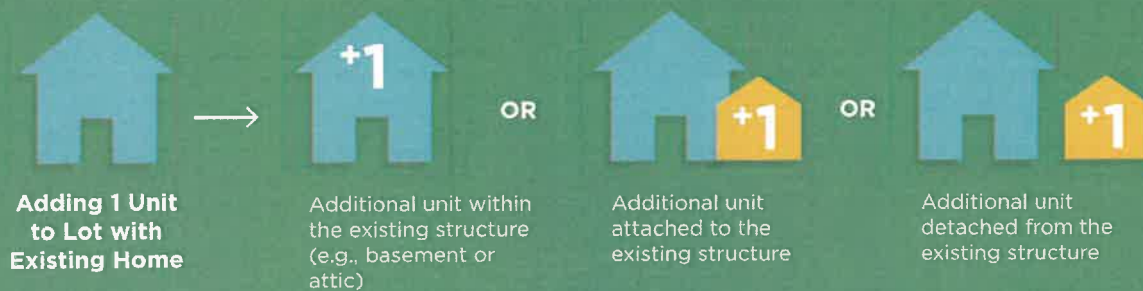 +1
OR
+1
OR
+1
Adding 1 Unit
to Lot with
Existing Home
Additional unit within
the existing structure
(e.g., basement or
attic)
Additional unit
attached to the
existing structure
Additional unit
detached from the
existing structure